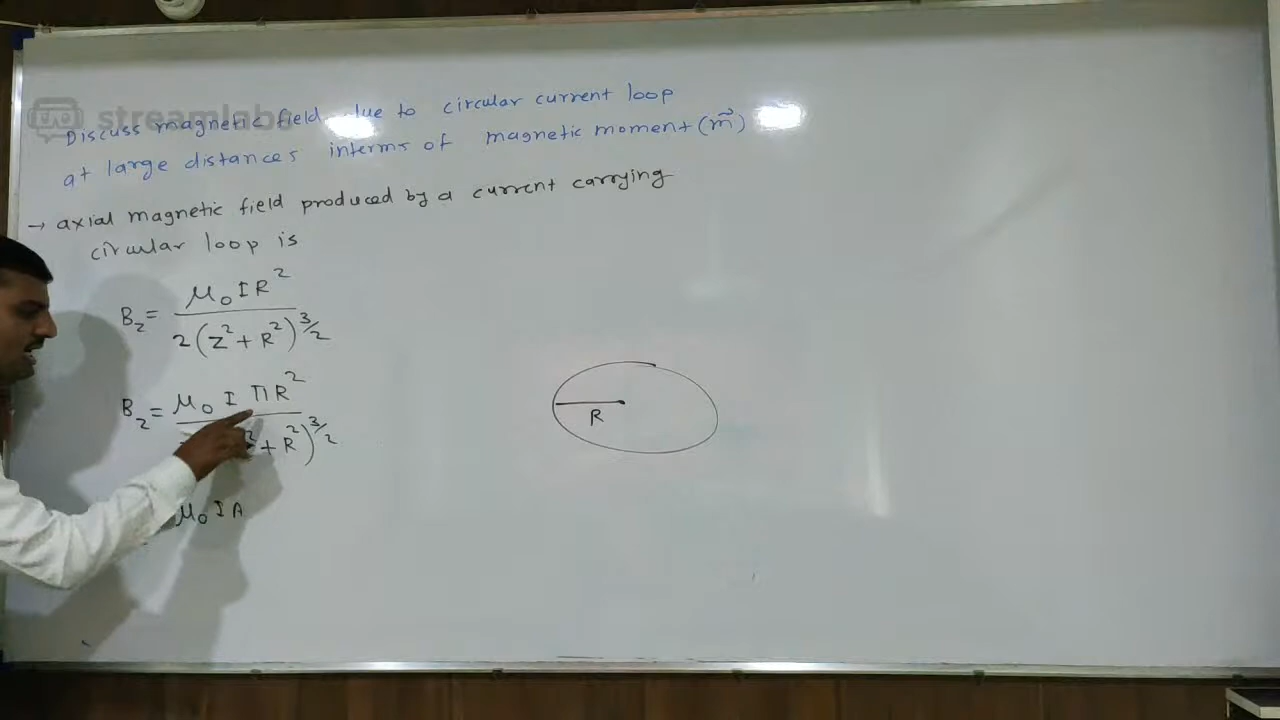 streamlabs
Discuss magnetic field due to circular current loop
at large distances interms of magnetic moment (m⃗)
→ axial magnetic field produced by a current carrying
circular loop is
B_z = μ₀ I R² / 2(z² + R²)^3/2
B_z = μ₀ I π R² / + R²)^3/2
μ₀ I A
R